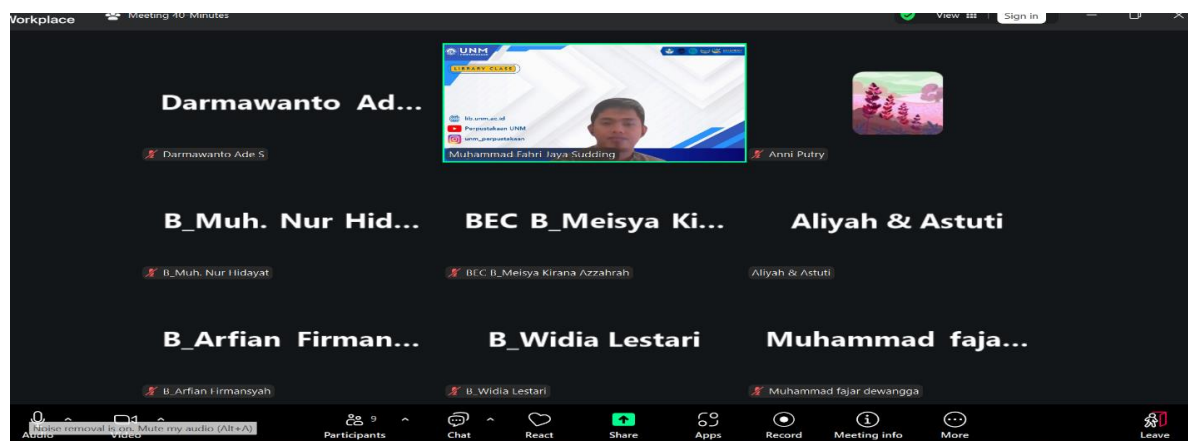 Workplace
Meeting 40 Minutes
View
Sign in
Darmawanto Ad...
Darmawanto Ade S
UNM
LIBRARY CLASS
lib.unm.ac.id
Perpustakaan UNM
unm_perpustakaan
Muhammad Fahri Jaya Sudding
Anni Putry
B_Muh. Nur Hid...
B_Muh. Nur Hidayat
BEC B_Meisya Ki...
BEC B_Meisya Kirana Azzahrah
Aliyah & Astuti
Aliyah & Astuti
B_Arfian Firman...
B_Arfian Firmansyah
B_Widia Lestari
B_Widia Lestari
Muhammad faja...
Muhammad fajar dewangga
Noise removal is on. Mute my audio (Alt+A)
Audio
Video
9
Participants
Chat
React
Share
Apps
Record
Meeting info
More
Leave